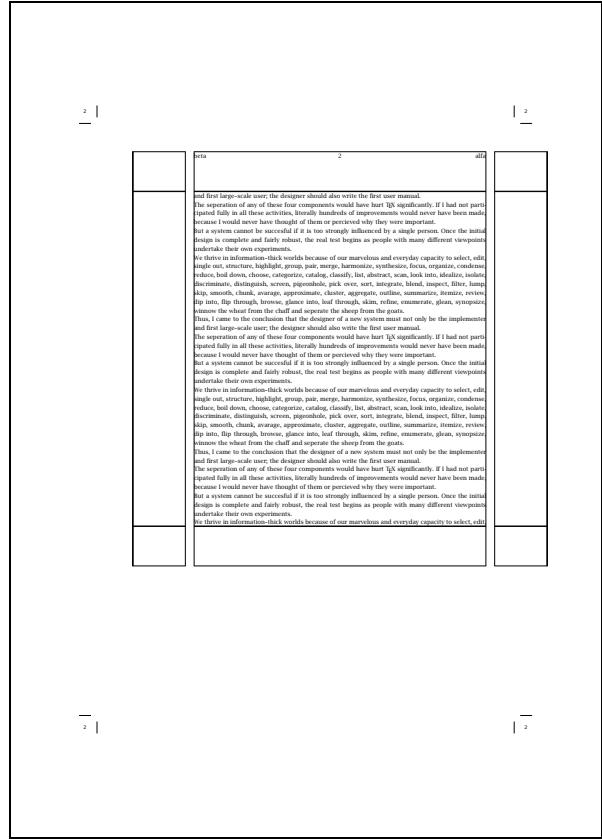 2 2
beta 2 alfa
and first large-scale user; the designer should also write the first user manual.
The seperation of any of these four components would have hurt TEX significantly. If I had not parti-
cipated fully in all these activities, literally hundreds of improvements would never have been made,
because I would never have thought of them or percieved why they were important.
But a system cannot be succesful if it is too strongly influenced by a single person. Once the initial
design is complete and fairly robust, the real test begins as people with many different viewpoints
undertake their own experiments.
We thrive in information-thick worlds because of our marvelous and everyday capacity to select, edit,
single out, structure, highlight, group, pair, merge, harmonize, synthesize, focus, organize, condense,
reduce, boil down, choose, categorize, catalog, classify, list, abstract, scan, look into, idealize, isolate,
discriminate, distinguish, screen, pigeonhole, pick over, sort, integrate, blend, inspect, filter, lump,
skip, smooth, chunk, avarage, approximate, cluster, aggregate, outline, summarize, itemize, review,
dip into, flip through, browse, glance into, leaf through, skim, refine, enumerate, glean, synopsize,
winnow the wheat from the chaff and seperate the sheep from the goats.
Thus, I came to the conclusion that the designer of a new system must not only be the implementer
and first large-scale user; the designer should also write the first user manual.
The seperation of any of these four components would have hurt TEX significantly. If I had not parti-
cipated fully in all these activities, literally hundreds of improvements would never have been made,
because I would never have thought of them or percieved why they were important.
But a system cannot be succesful if it is too strongly influenced by a single person. Once the initial
design is complete and fairly robust, the real test begins as people with many different viewpoints
undertake their own experiments.
We thrive in information-thick worlds because of our marvelous and everyday capacity to select, edit,
single out, structure, highlight, group, pair, merge, harmonize, synthesize, focus, organize, condense,
reduce, boil down, choose, categorize, catalog, classify, list, abstract, scan, look into, idealize, isolate,
discriminate, distinguish, screen, pigeonhole, pick over, sort, integrate, blend, inspect, filter, lump,
skip, smooth, chunk, avarage, approximate, cluster, aggregate, outline, summarize, itemize, review,
dip into, flip through, browse, glance into, leaf through, skim, refine, enumerate, glean, synopsize,
winnow the wheat from the chaff and seperate the sheep from the goats.
Thus, I came to the conclusion that the designer of a new system must not only be the implementer
and first large-scale user; the designer should also write the first user manual.
The seperation of any of these four components would have hurt TEX significantly. If I had not parti-
cipated fully in all these activities, literally hundreds of improvements would never have been made,
because I would never have thought of them or percieved why they were important.
But a system cannot be succesful if it is too strongly influenced by a single person. Once the initial
design is complete and fairly robust, the real test begins as people with many different viewpoints
undertake their own experiments.
We thrive in information-thick worlds because of our marvelous and everyday capacity to select, edit,
2 2